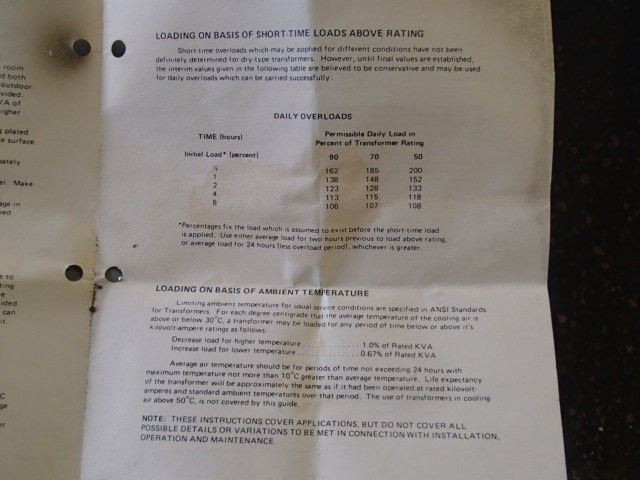 LOADING ON BASIS OF SHORT-TIME LOADS ABOVE RATING
Short-time overloads which may be applied for different conditions have not been
definitely determined for dry-type transformers. However, until final values are established,
the interim values given in the following table are believed to be conservative and may be used
for daily overloads which can be carried successfully:
DAILY OVERLOADS
TIME (hours) Permissible Daily Load in
Percent of Transformer Rating
Initial Load* (percent) 90 70 50
½ 162 185 200
1 138 148 152
2 123 128 133
4 113 115 118
8 106 107 108
*Percentages fix the load which is assumed to exist before the short-time load
is applied. Use either average load for two hours previous to load above rating,
or average load for 24 hours (less overload period), whichever is greater.
LOADING ON BASIS OF AMBIENT TEMPERATURE
Limiting ambient temperature for usual service conditions are specified in ANSI Standards
for Transformers. For each degree centigrade that the average temperature of the cooling air is
above or below 30°C, a transformer may be loaded for any period of time below or above it's
kilovolt-ampere ratings as follows:
Decrease load for higher temperature . . . . . . . . . . . . . . . 1.0% of Rated KVA
Increase load for lower temperature . . . . . . . . . . . . . . . 0.67% of Rated KVA
Average air temperature should be for periods of time not exceeding 24 hours with
maximum temperature not more than 10°C greater than average temperature. Life expectancy
of the transformer will be approximately the same as if it had been operated at rated kilovolt-
amperes and standard ambient temperatures over that period. The use of transformers in cooling
air above 50°C, is not covered by this guide.
NOTE: THESE INSTRUCTIONS COVER APPLICATIONS, BUT DO NOT COVER ALL
POSSIBLE DETAILS OR VARIATIONS TO BE MET IN CONNECTION WITH INSTALLATION,
OPERATION AND MAINTENANCE.